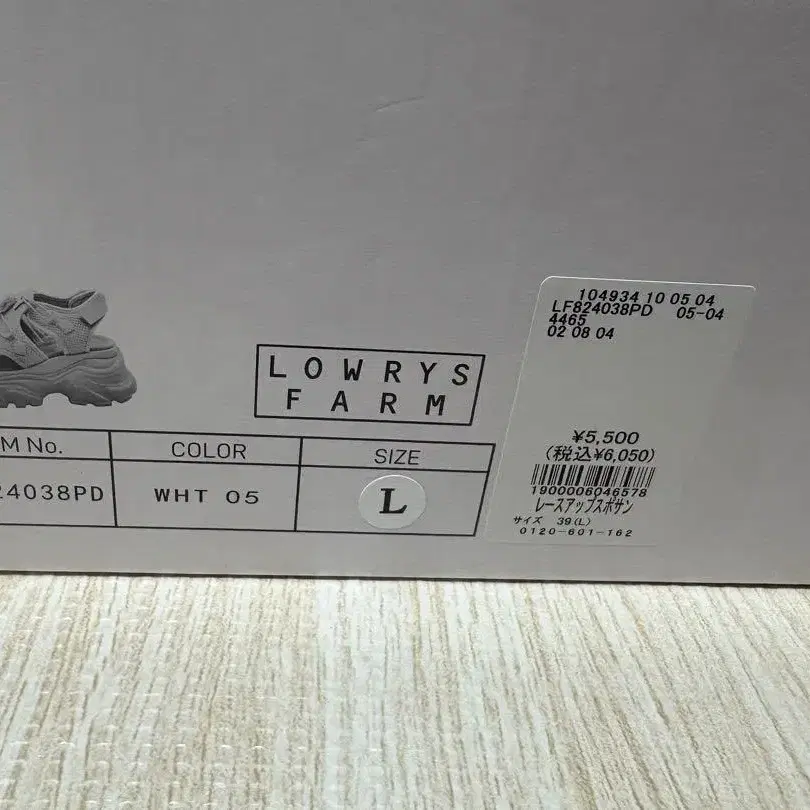 104934 10 05 04
LF824038PD 05-04
4465
02 08 04
¥5,500
(税込¥6,050)
1900006046578
レースアップスポサン
サイズ 39(L)
0120-601-162
LOWRYS
FARM
M No. COLOR SIZE
24038PD WHT 05 L